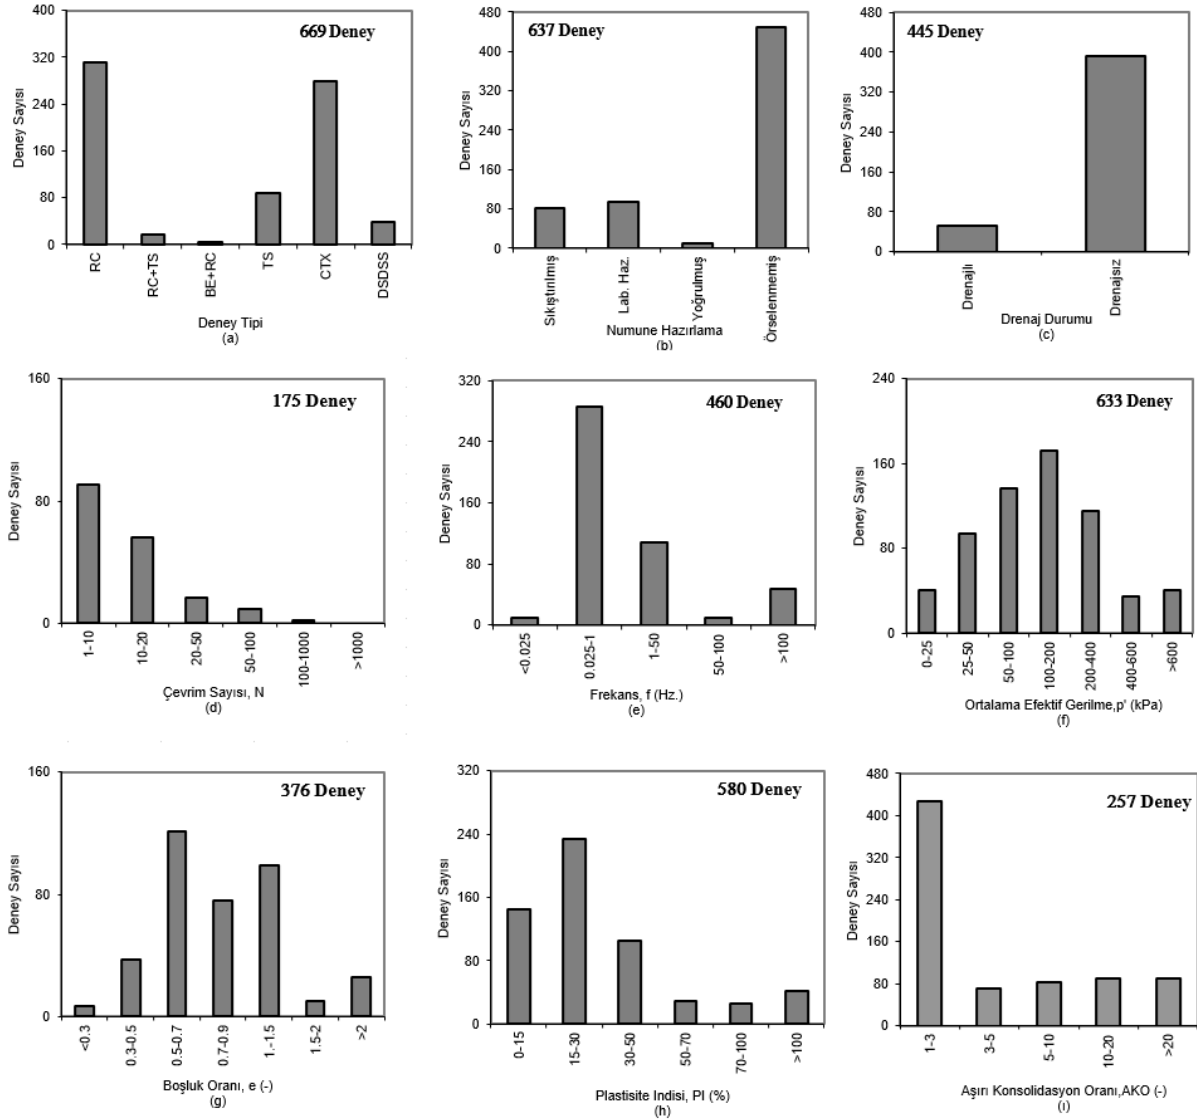 669 Deney
Deney Sayısı
400
320
240
160
80
0
RC
RC+TS
BE+RC
TS
CTX
DSDSS
Deney Tipi
(a)
637 Deney
Deney Sayısı
480
400
320
240
160
80
0
Sıkıştırılmış
Lab. Haz.
Yoğrulmuş
Örselenmemiş
Numune Hazırlama
(b)
445 Deney
Deney Sayısı
480
400
320
240
160
80
0
Drenajlı
Drenajsız
Drenaj Durumu
(c)
175 Deney
Deney Sayısı
160
80
0
1-10
10-20
20-50
50-100
100-1000
>1000
Çevrim Sayısı, N
(d)
460 Deney
Deney Sayısı
320
240
160
80
0
<0.025
0.025-1
1-50
50-100
>100
Frekans, f (Hz.)
(e)
633 Deney
Deney Sayısı
240
160
80
0
0-25
25-50
50-100
100-200
200-400
400-600
>600
Ortalama Efektif Gerilme,p' (kPa)
(f)
376 Deney
Deney Sayısı
160
80
0
<0.3
0.3-0.5
0.5-0.7
0.7-0.9
1.-1.5
1.5-2
>2
Boşluk Oranı, e (-)
(g)
580 Deney
Deney Sayısı
320
240
160
80
0
0-15
15-30
30-50
50-70
70-100
>100
Plastisite Indisi, PI (%)
(h)
257 Deney
Deney Sayısı
480
400
320
240
160
80
0
1-3
3-5
5-10
10-20
>20
Aşırı Konsolidasyon Oranı,AKO (-)
(ı)